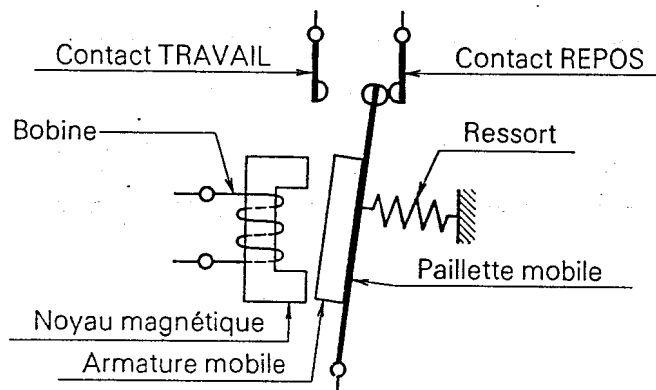 Contact TRAVAIL
Contact REPOS
Bobine
Ressort
Paillette mobile
Noyau magnétique
Armature mobile